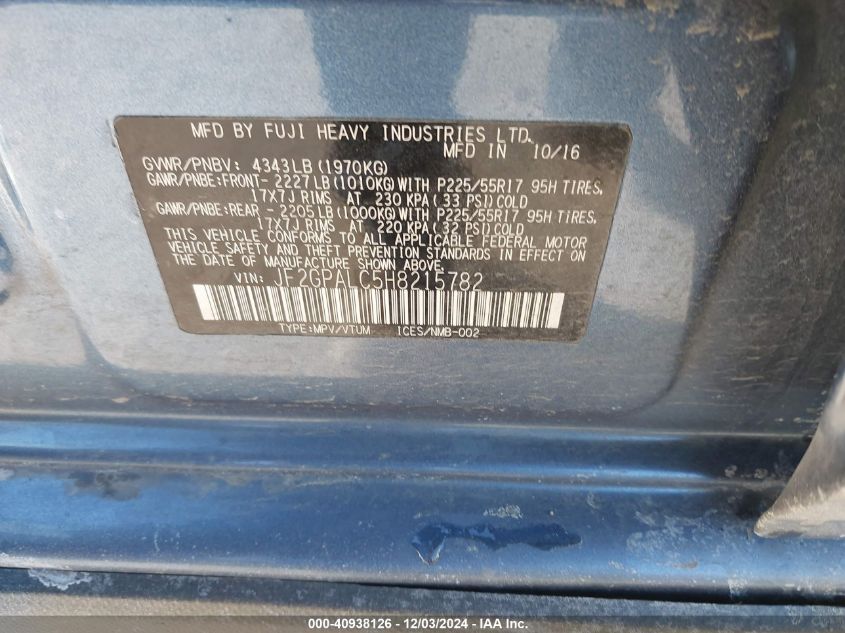 MFD BY FUJI HEAVY INDUSTRIES LTD.
MFD IN 10/16
GVWR/PNBV: 4343LB(1970KG)
GAWR/PNBE:FRONT- 2227LB(1010KG)WITH P225/55R17 95H TIRES,
17X7J RIMS AT 230 KPA( 33 PSI)COLD
GAWR/PNBE:REAR - 2205LB(1000KG)WITH P225/55R17 95H TIRES,
17X7J RIMS AT 220 KPA( 32 PSI)COLD
THIS VEHICLE CONFORMS TO ALL APPLICABLE FEDERAL MOTOR
VEHICLE SAFETY AND THEFT PREVENTION STANDARDS IN EFFECT ON
THE DATE OF MANUFACTURE SHOWN ABOVE.
VIN: JF2GPALC5H8215782
TYPE:MPV/VTUM ICES/NMB-002
000-40938126 - 12/03/2024 - IAA Inc.